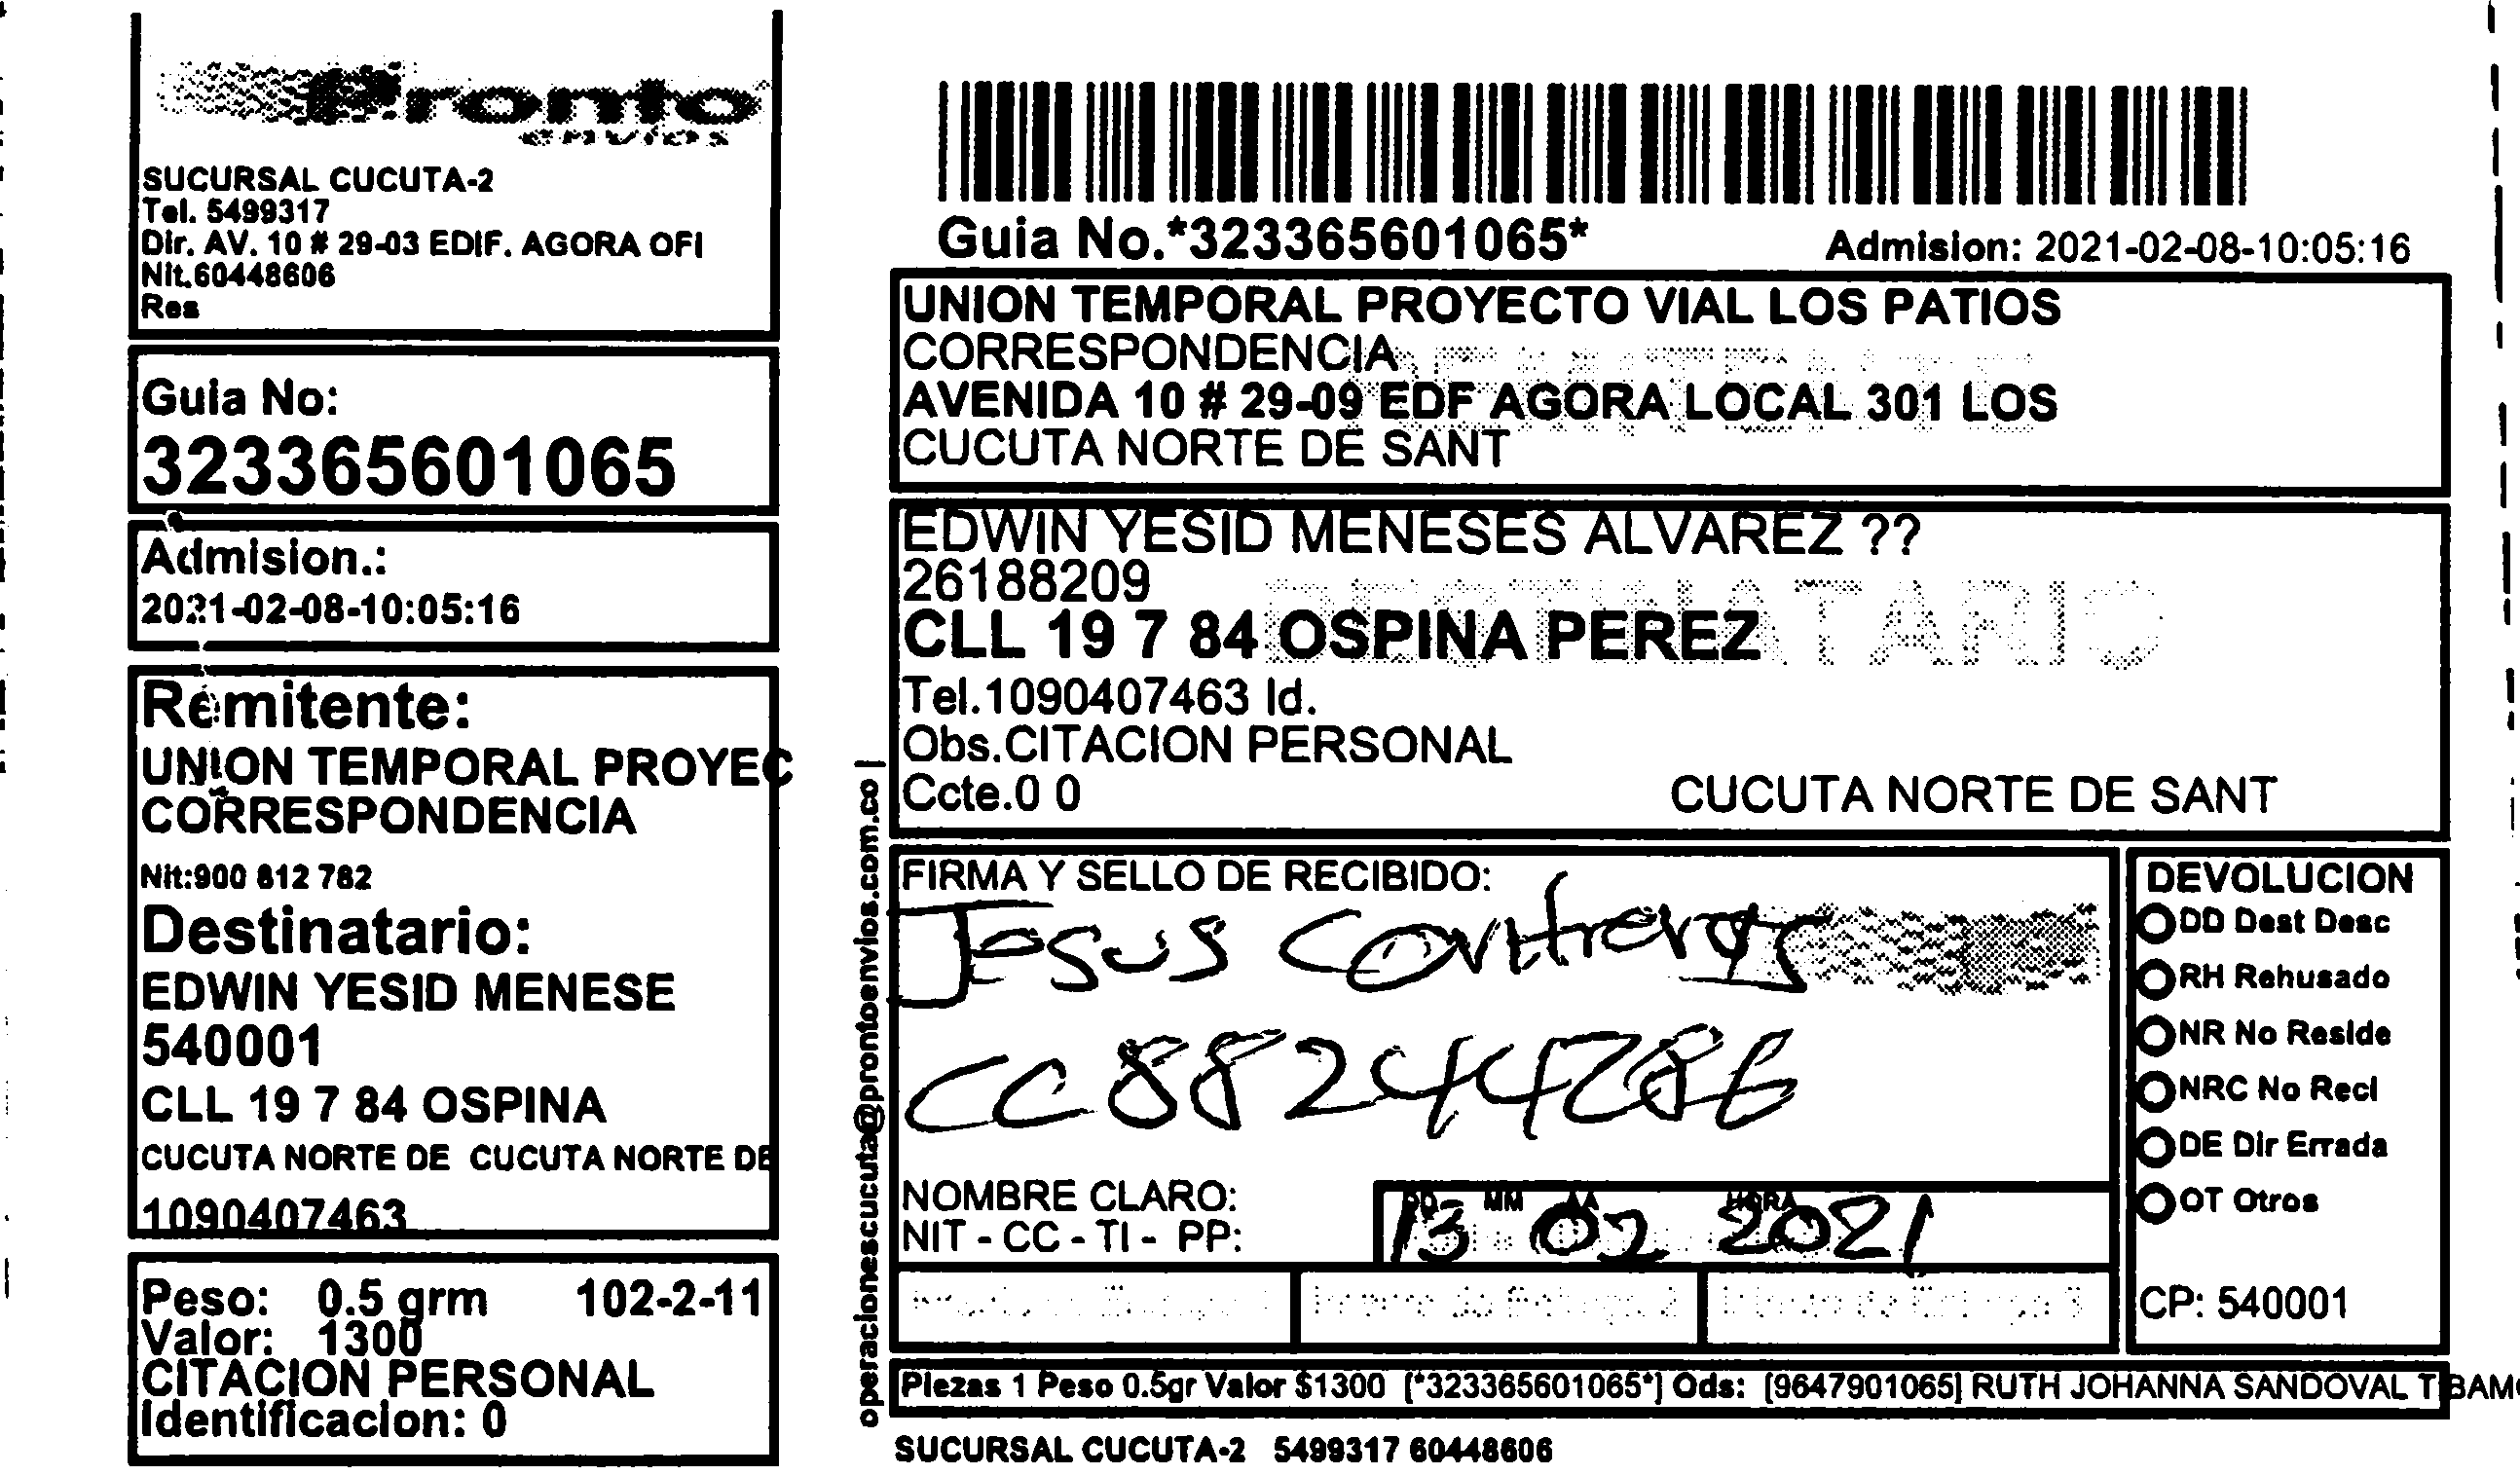 Pronto
envios
SUCURSAL CUCUTA-2
Tel. 5499317
Dir. AV. 10 # 29-03 EDIF. AGORA OFI
Nit.60448606
Res
Guia No:
323365601065
Admision.:
2021-02-08-10:05:16
Remitente:
UNION TEMPORAL PROYEC
CORRESPONDENCIA
Nit:900 812 782
Destinatario:
EDWIN YESID MENESE
540001
CLL 19 7 84 OSPINA
CUCUTA NORTE DE CUCUTA NORTE DE
1090407463
Peso: 0.5 grm 102-2-11
Valor: 1300
CITACION PERSONAL
Identificacion: 0
operacionescucuta@prontoenvios.com.co |
Guia No.*323365601065*
Admision: 2021-02-08-10:05:16
UNION TEMPORAL PROYECTO VIAL LOS PATIOS
CORRESPONDENCIA
AVENIDA 10 # 29-09 EDF AGORA LOCAL 301 LOS
CUCUTA NORTE DE SANT
EDWIN YESID MENESES ALVAREZ ??
26188209
DESTINATARIO
CLL 19 7 84 OSPINA PEREZ
Tel.1090407463 Id.
Obs.CITACION PERSONAL
Ccte.0 0 CUCUTA NORTE DE SANT
FIRMA Y SELLO DE RECIBIDO:
Jesus Contreras
CC 88244286
NOMBRE CLARO:
NIT - CC - TI - PP:
DD MM AA HORA
13 02 2021
DEVOLUCION
DD Dest Desc
RH Rehusado
NR No Reside
NRC No Recl
DE Dir Errada
OT Otros
CP: 540001
Piezas 1 Peso 0.5gr Valor $1300 [*323365601065*] Ods: [9647901065] RUTH JOHANNA SANDOVAL TIBAM
SUCURSAL CUCUTA-2 5499317 60448606